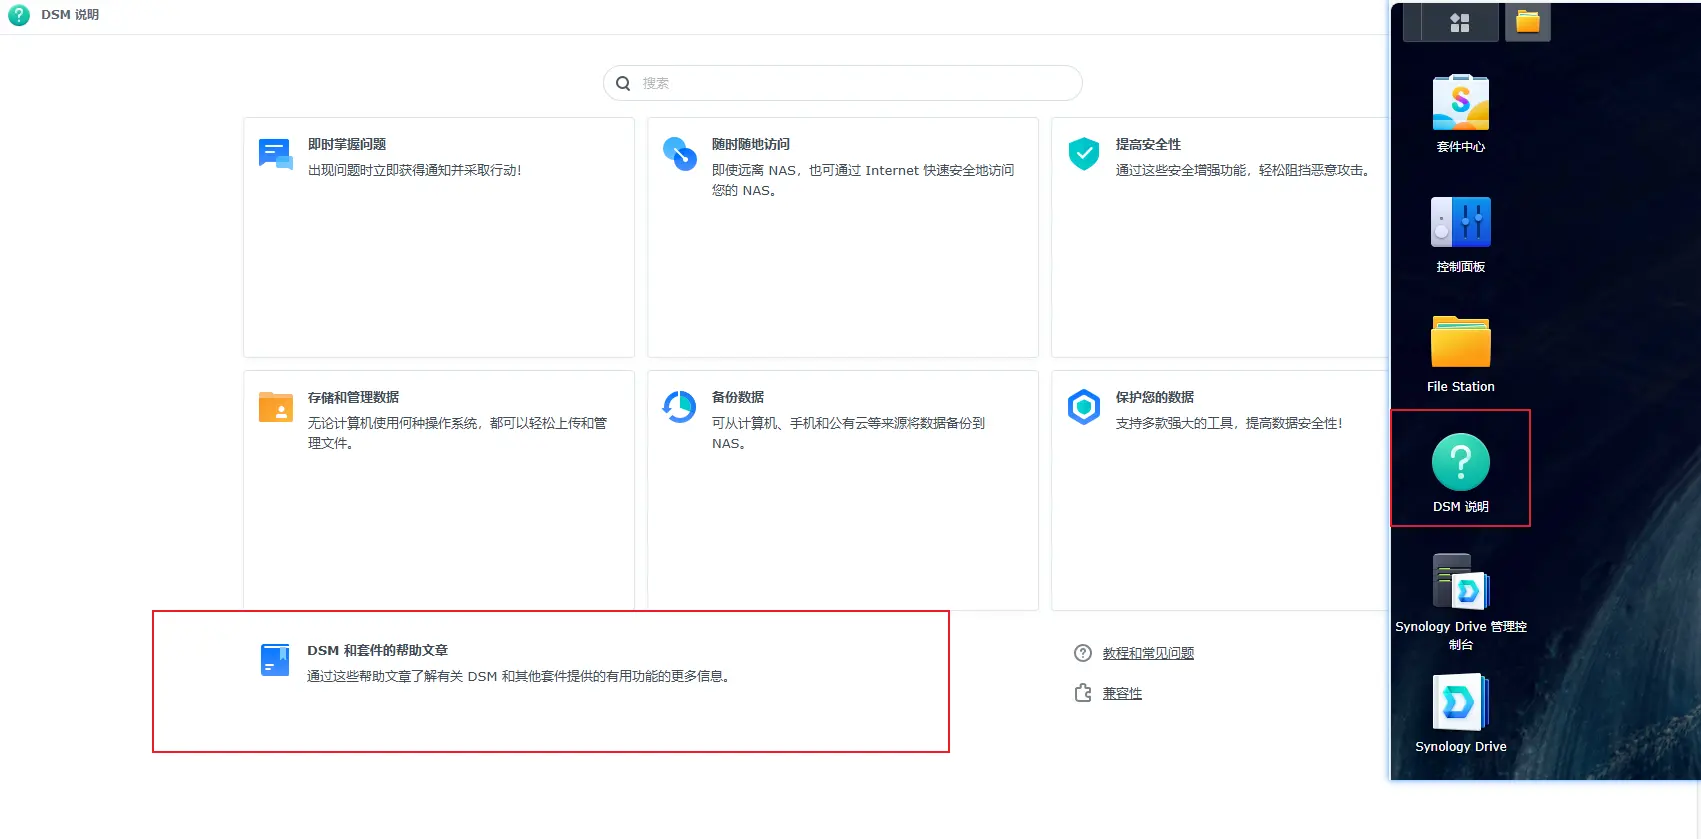 DSM 说明
搜索
即时掌握问题
出现问题时立即获得通知并采取行动!
随时随地访问
即使远离 NAS，也可通过 Internet 快速安全地访问
您的 NAS。
提高安全性
通过这些安全增强功能，轻松阻挡恶意攻击。
存储和管理数据
无论计算机使用何种操作系统，都可以轻松上传和管
理文件。
备份数据
可从计算机、手机和公有云等来源将数据备份到
NAS。
保护您的数据
支持多款强大的工具，提高数据安全性!
DSM 和套件的帮助文章
通过这些帮助文章了解有关 DSM 和其他套件提供的有用功能的更多信息。
教程和常见问题
兼容性
套件中心
控制面板
File Station
DSM 说明
Synology Drive 管理控
制台
Synology Drive